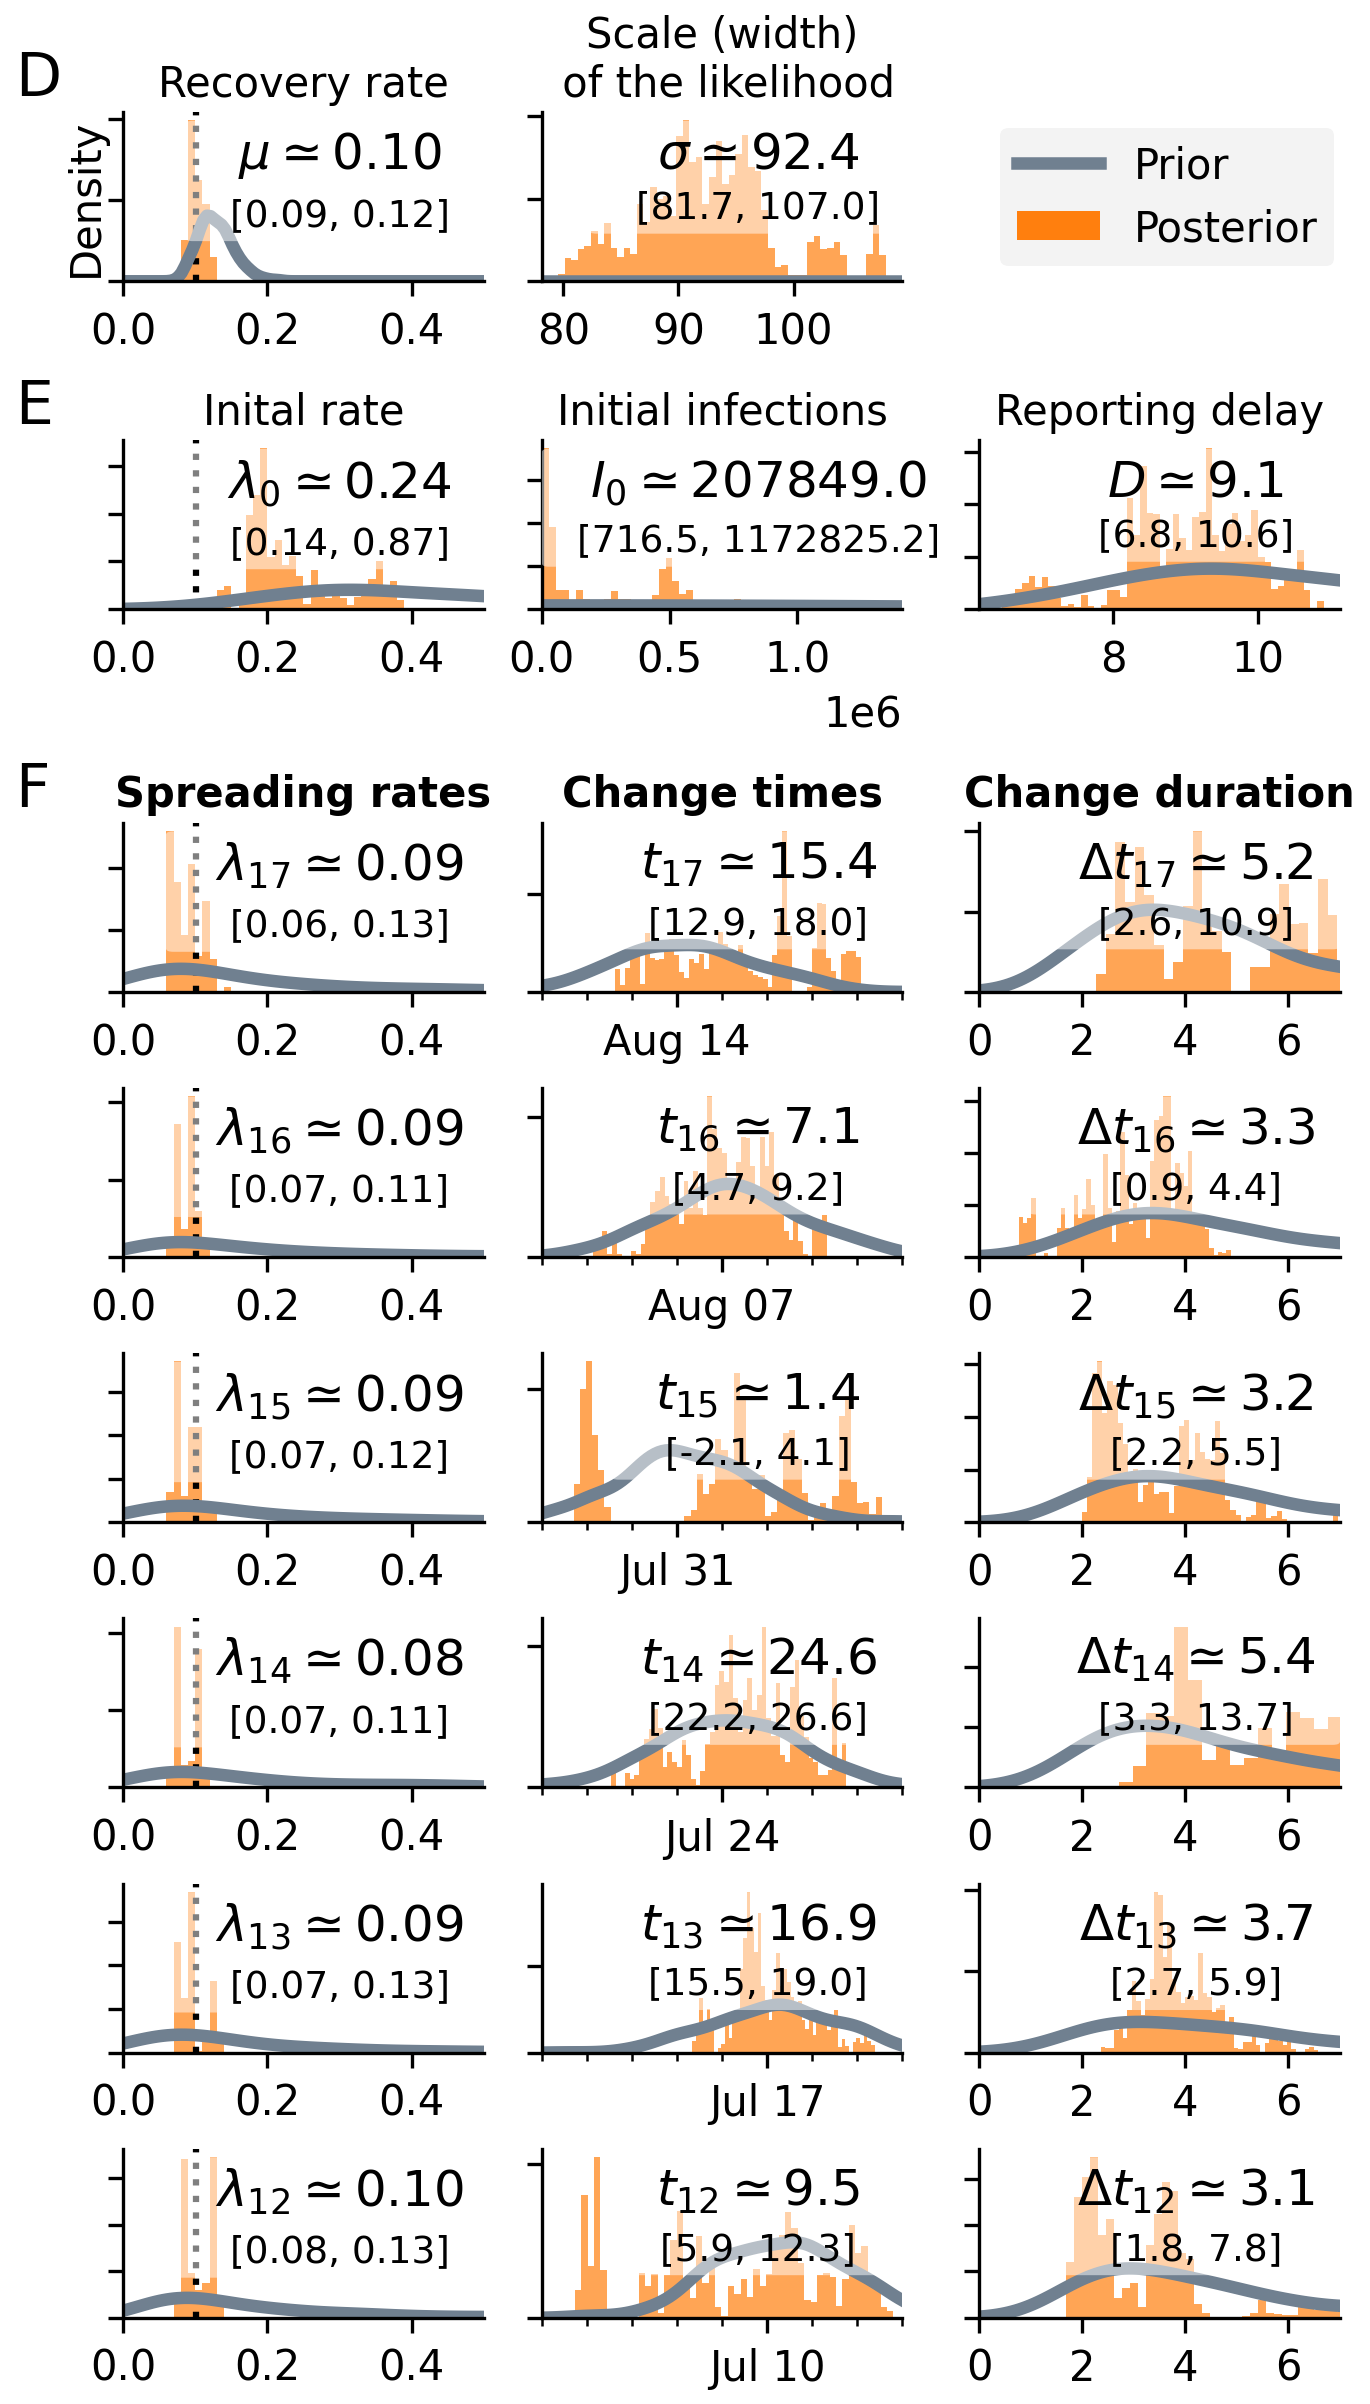 D
Recovery rate
Scale (width)
of the likelihood
Density
μ ≃ 0.10
[0.09, 0.12]
σ ≃ 92.4
[81.7, 107.0]
Prior
Posterior
0.0 0.2 0.4
80 90 100
E
Inital rate
Initial infections
Reporting delay
λ0 ≃ 0.24
[0.14, 0.87]
I0 ≃ 207849.0
[716.5, 1172825.2]
D ≃ 9.1
[6.8, 10.6]
0.0 0.2 0.4
0.0 0.5 1.0
1e6
8 10
F
Spreading rates
Change times
Change duration
λ17 ≃ 0.09
[0.06, 0.13]
t17 ≃ 15.4
[12.9, 18.0]
Δt17 ≃ 5.2
[2.6, 10.9]
0.0 0.2 0.4
Aug 14
0 2 4 6
λ16 ≃ 0.09
[0.07, 0.11]
t16 ≃ 7.1
[4.7, 9.2]
Δt16 ≃ 3.3
[0.9, 4.4]
0.0 0.2 0.4
Aug 07
0 2 4 6
λ15 ≃ 0.09
[0.07, 0.12]
t15 ≃ 1.4
[-2.1, 4.1]
Δt15 ≃ 3.2
[2.2, 5.5]
0.0 0.2 0.4
Jul 31
0 2 4 6
λ14 ≃ 0.08
[0.07, 0.11]
t14 ≃ 24.6
[22.2, 26.6]
Δt14 ≃ 5.4
[3.3, 13.7]
0.0 0.2 0.4
Jul 24
0 2 4 6
λ13 ≃ 0.09
[0.07, 0.13]
t13 ≃ 16.9
[15.5, 19.0]
Δt13 ≃ 3.7
[2.7, 5.9]
0.0 0.2 0.4
Jul 17
0 2 4 6
λ12 ≃ 0.10
[0.08, 0.13]
t12 ≃ 9.5
[5.9, 12.3]
Δt12 ≃ 3.1
[1.8, 7.8]
0.0 0.2 0.4
Jul 10
0 2 4 6